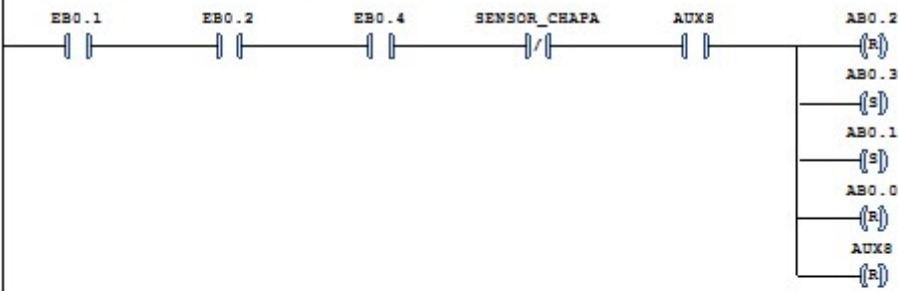 EB0.1 EB0.2 EB0.4 SENSOR_CHAPA AUX8 AB0.2
/ R
AB0.3
S
AB0.1
S
AB0.0
R
AUX8
R